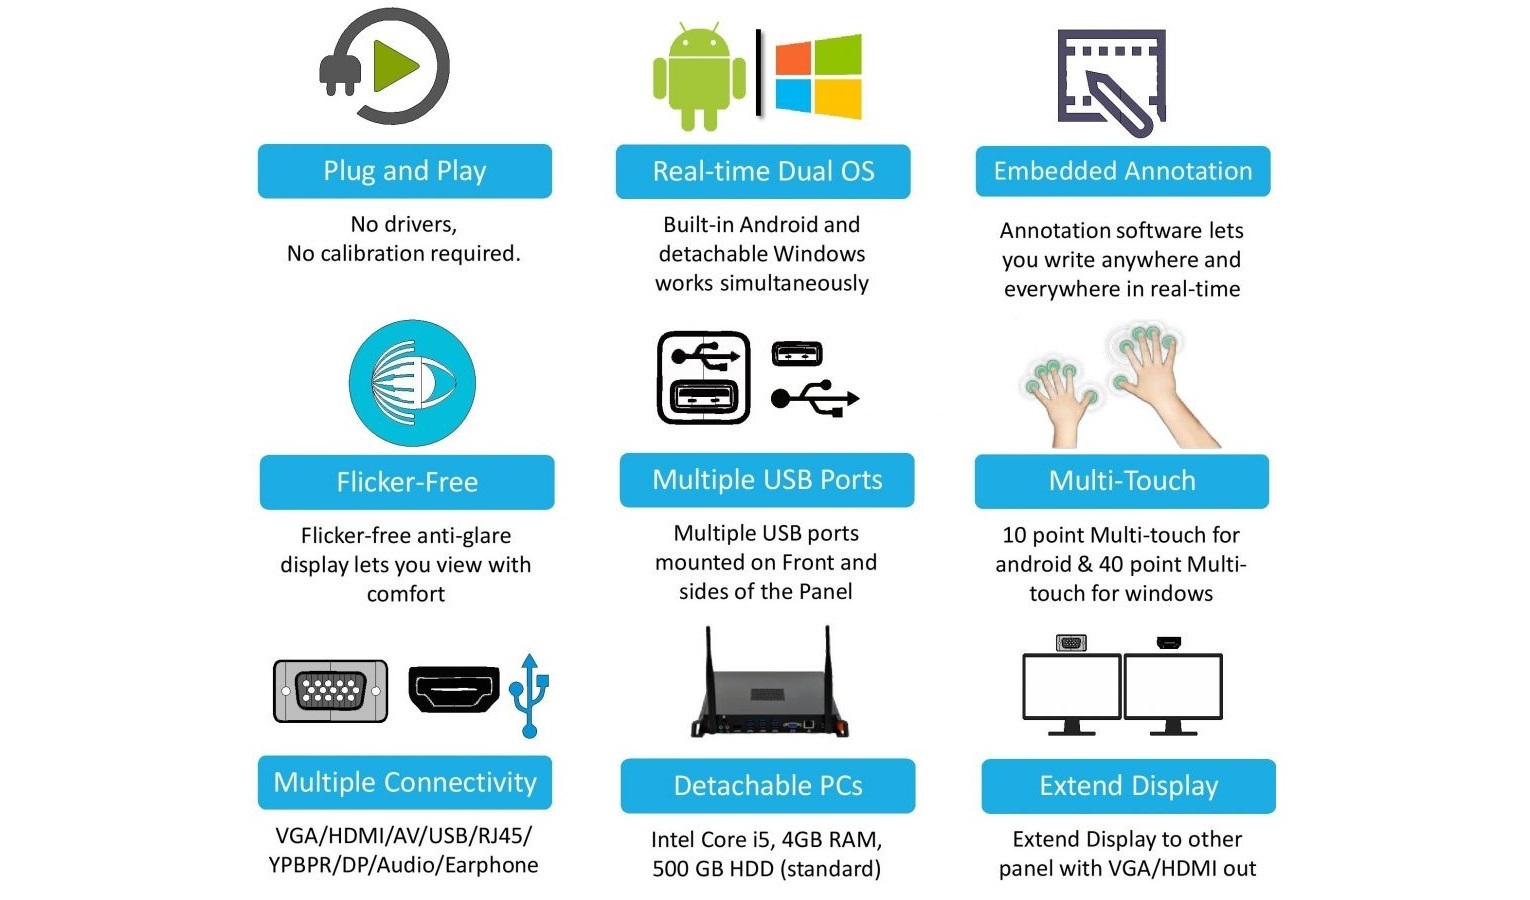 Plug and Play
No drivers,
No calibration required.
Real-time Dual OS
Built-in Android and
detachable Windows
works simultaneously
Embedded Annotation
Annotation software lets
you write anywhere and
everywhere in real-time
Flicker-Free
Flicker-free anti-glare
display lets you view with
comfort
Multiple USB Ports
Multiple USB ports
mounted on Front and
sides of the Panel
Multi-Touch
10 point Multi-touch for
android & 40 point Multi-
touch for windows
Multiple Connectivity
VGA/HDMI/AV/USB/RJ45/
YPBPR/DP/Audio/Earphone
Detachable PCs
Intel Core i5, 4GB RAM,
500 GB HDD (standard)
Extend Display
Extend Display to other
panel with VGA/HDMI out